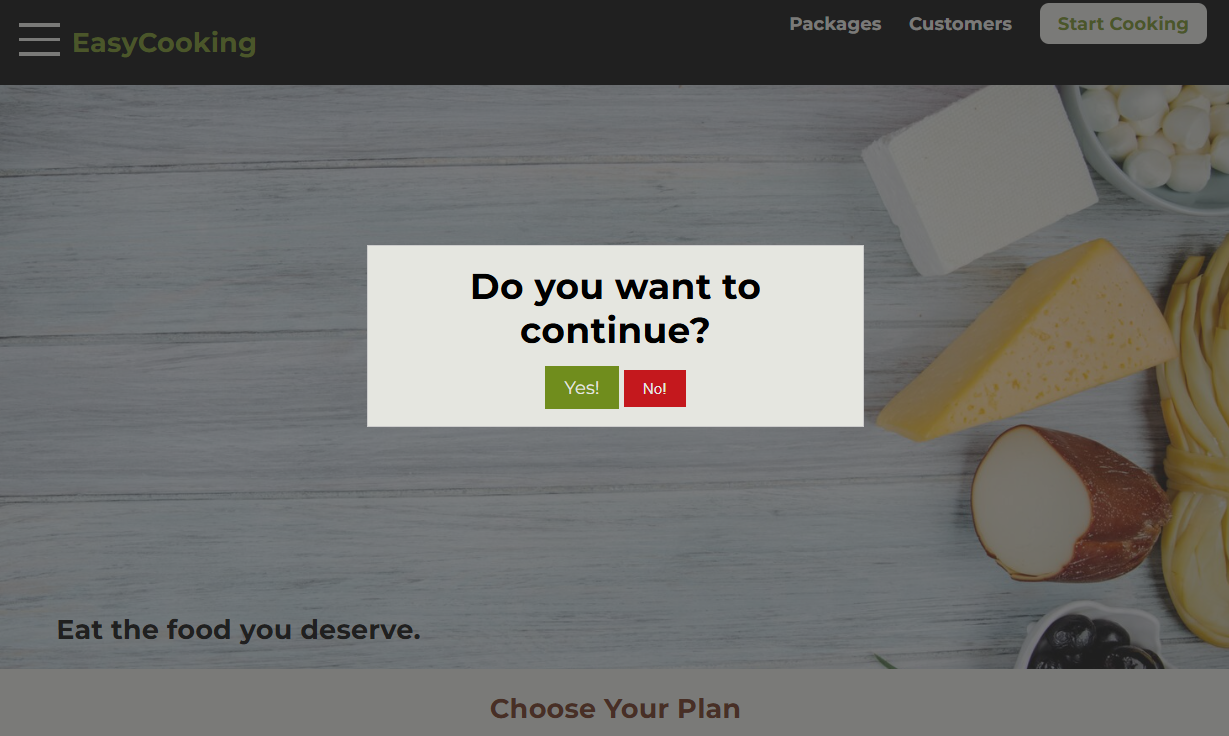 EasyCooking
Packages
Customers
Start Cooking
Do you want to
continue?
Yes!
No!
Eat the food you deserve.
Choose Your Plan